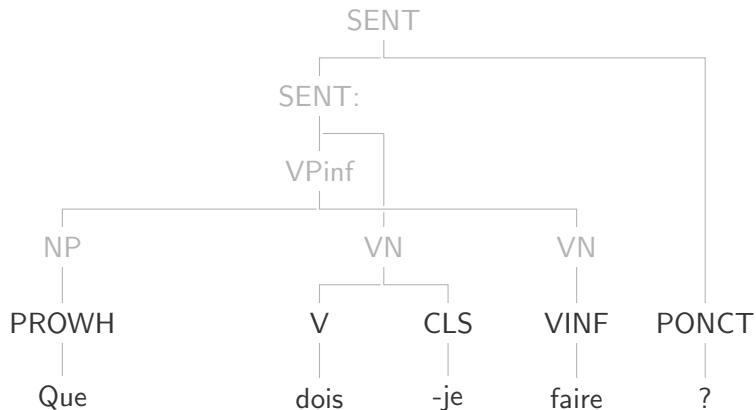 SENT
SENT:
VPinf
NP VN VN
PROWH V CLS VINF PONCT
Que dois -je faire ?